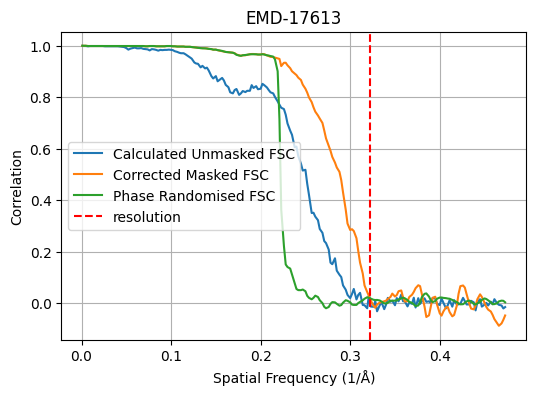 EMD-17613
1.0
0.8
0.6
0.4
0.2
0.0
Correlation
Calculated Unmasked FSC
Corrected Masked FSC
Phase Randomised FSC
resolution
0.0 0.1 0.2 0.3 0.4
Spatial Frequency (1/Å)